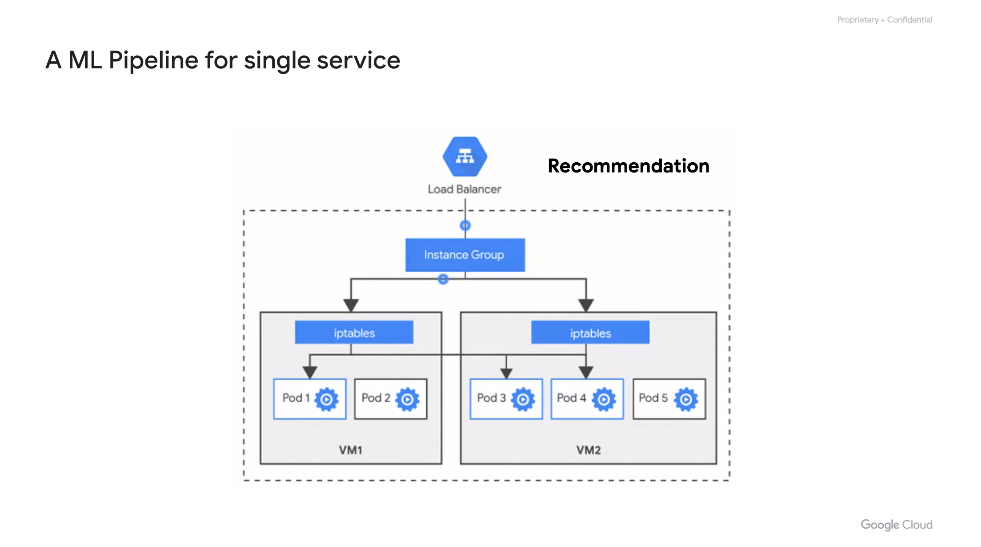 Proprietary + Confidential
A ML Pipeline for single service
Recommendation
Load Balancer
Instance Group
iptables
iptables
Pod 1
Pod 2
Pod 3
Pod 4
Pod 5
VM1
VM2
Google Cloud